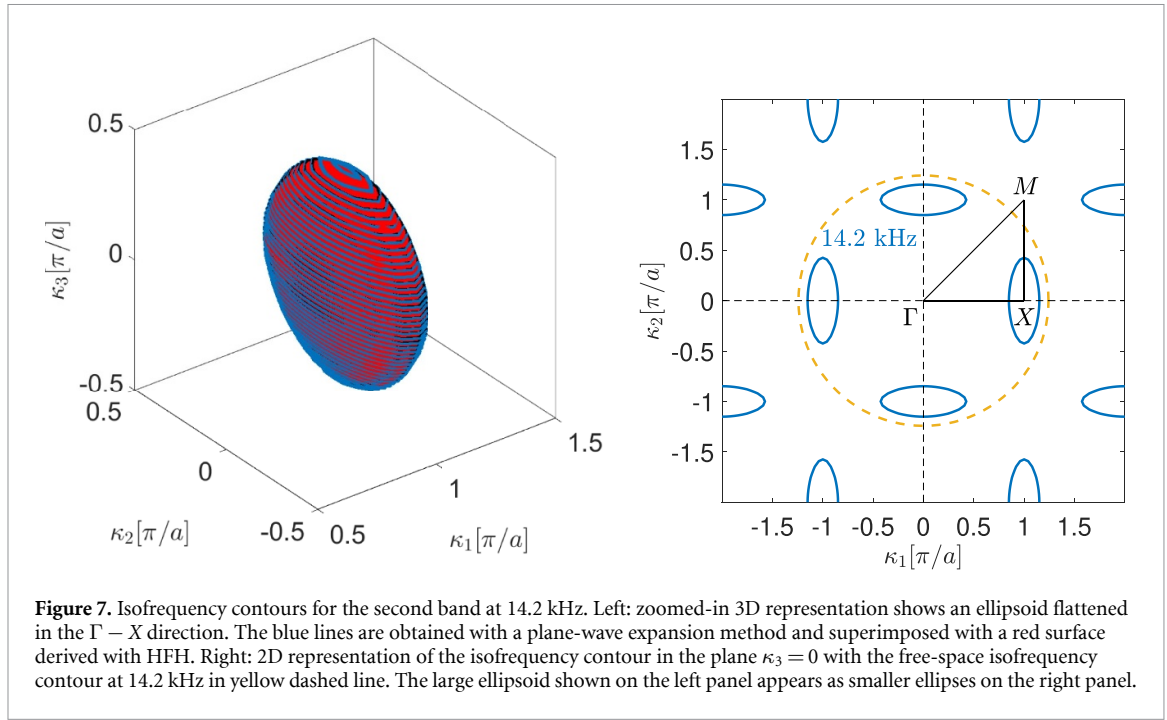 0.5
0
-0.5
κ₃[π/a]
0.5
0
-0.5
κ₂[π/a]
0.5
1
1.5
κ₁[π/a]
1.5
1
0.5
0
-0.5
-1
-1.5
κ₂[π/a]
M
14.2 kHz
Γ
X
-1.5 -1 -0.5 0 0.5 1 1.5
κ₁[π/a]
Figure 7. Isofrequency contours for the second band at 14.2 kHz. Left: zoomed-in 3D representation shows an ellipsoid flattened
in the Γ − X direction. The blue lines are obtained with a plane-wave expansion method and superimposed with a red surface
derived with HFH. Right: 2D representation of the isofrequency contour in the plane κ₃ = 0 with the free-space isofrequency
contour at 14.2 kHz in yellow dashed line. The large ellipsoid shown on the left panel appears as smaller ellipses on the right panel.